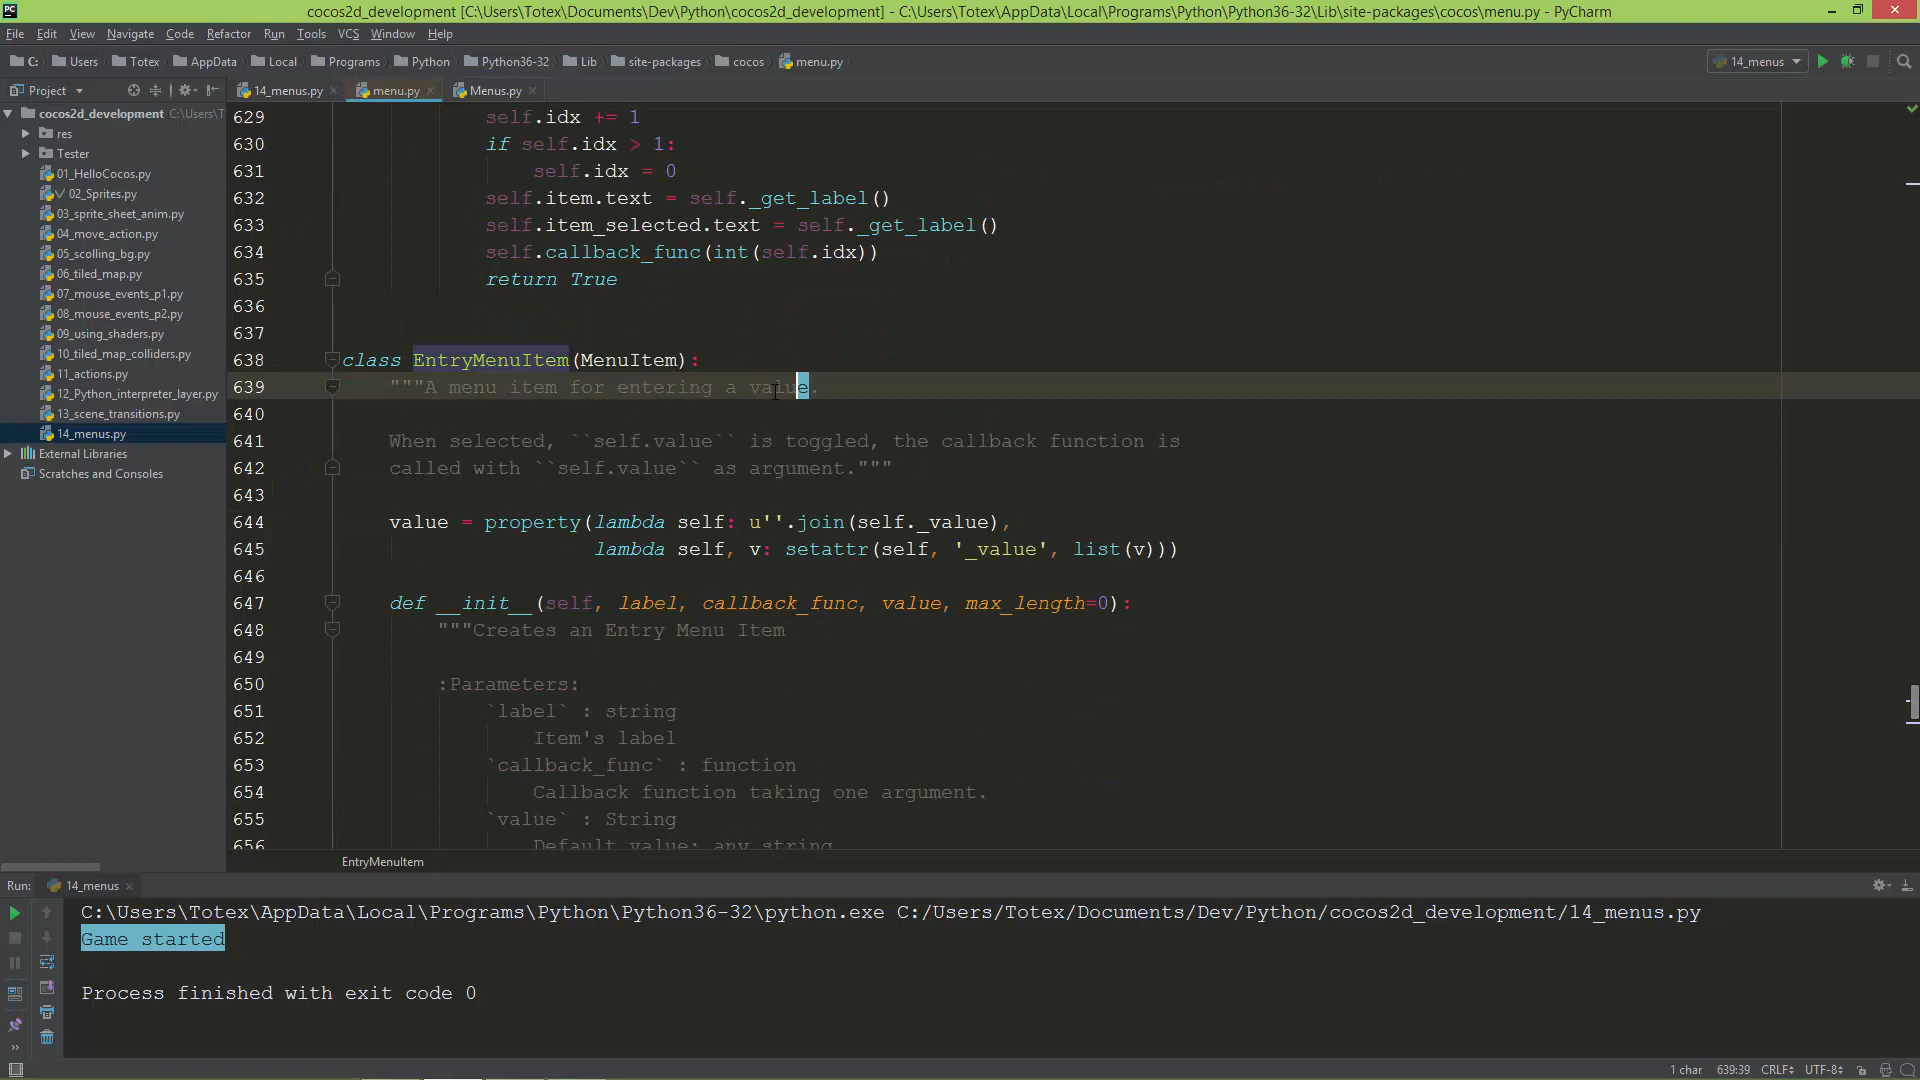 cocos2d_development [C:\Users\Totex\Documents\Dev\Python\cocos2d_development] - C:\Users\Totex\AppData\Local\Programs\Python\Python36-32\Lib\site-packages\cocos\menu.py - PyCharm
File Edit View Navigate Code Refactor Run Tools VCS Window Help
C: Users Totex AppData Local Programs Python Python36-32 Lib site-packages cocos menu.py 14_menus
Project 14_menus.py menu.py Menus.py
cocos2d_development C:\Users\T
res
Tester
01_HelloCocos.py
02_Sprites.py
03_sprite_sheet_anim.py
04_move_action.py
05_scolling_bg.py
06_tiled_map.py
07_mouse_events_p1.py
08_mouse_events_p2.py
09_using_shaders.py
10_tiled_map_colliders.py
11_actions.py
12_Python_interpreter_layer.py
13_scene_transitions.py
14_menus.py
External Libraries
Scratches and Consoles
629 self.idx += 1
630 if self.idx > 1:
631 self.idx = 0
632 self.item.text = self._get_label()
633 self.item_selected.text = self._get_label()
634 self.callback_func(int(self.idx))
635 return True
636
637
638 class EntryMenuItem(MenuItem):
639 """A menu item for entering a value.
640
641 When selected, ``self.value`` is toggled, the callback function is
642 called with ``self.value`` as argument."""
643
644 value = property(lambda self: u''.join(self._value),
645 lambda self, v: setattr(self, '_value', list(v)))
646
647 def __init__(self, label, callback_func, value, max_length=0):
648 """Creates an Entry Menu Item
649
650 :Parameters:
651 `label` : string
652 Item's label
653 `callback_func` : function
654 Callback function taking one argument.
655 `value` : String
656 Default value: any string
EntryMenuItem
Run: 14_menus
C:\Users\Totex\AppData\Local\Programs\Python\Python36-32\python.exe C:/Users/Totex/Documents/Dev/Python/cocos2d_development/14_menus.py
Game started
Process finished with exit code 0
1 char 639:39 CRLF UTF-8